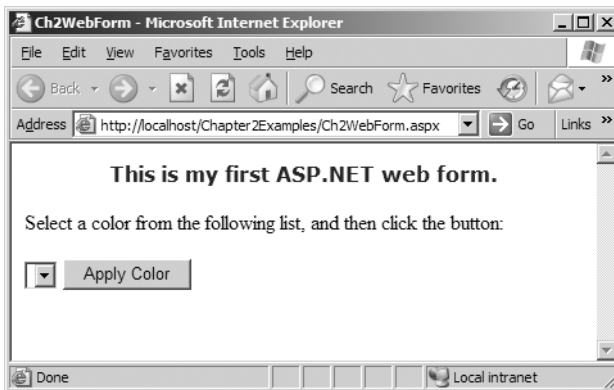 Ch2WebForm - Microsoft Internet Explorer
File Edit View Favorites Tools Help
Back Search Favorites »
Address http://localhost/Chapter2Examples/Ch2WebForm.aspx Go Links »
This is my first ASP.NET web form.
Select a color from the following list, and then click the button:
Apply Color
Done Local intranet